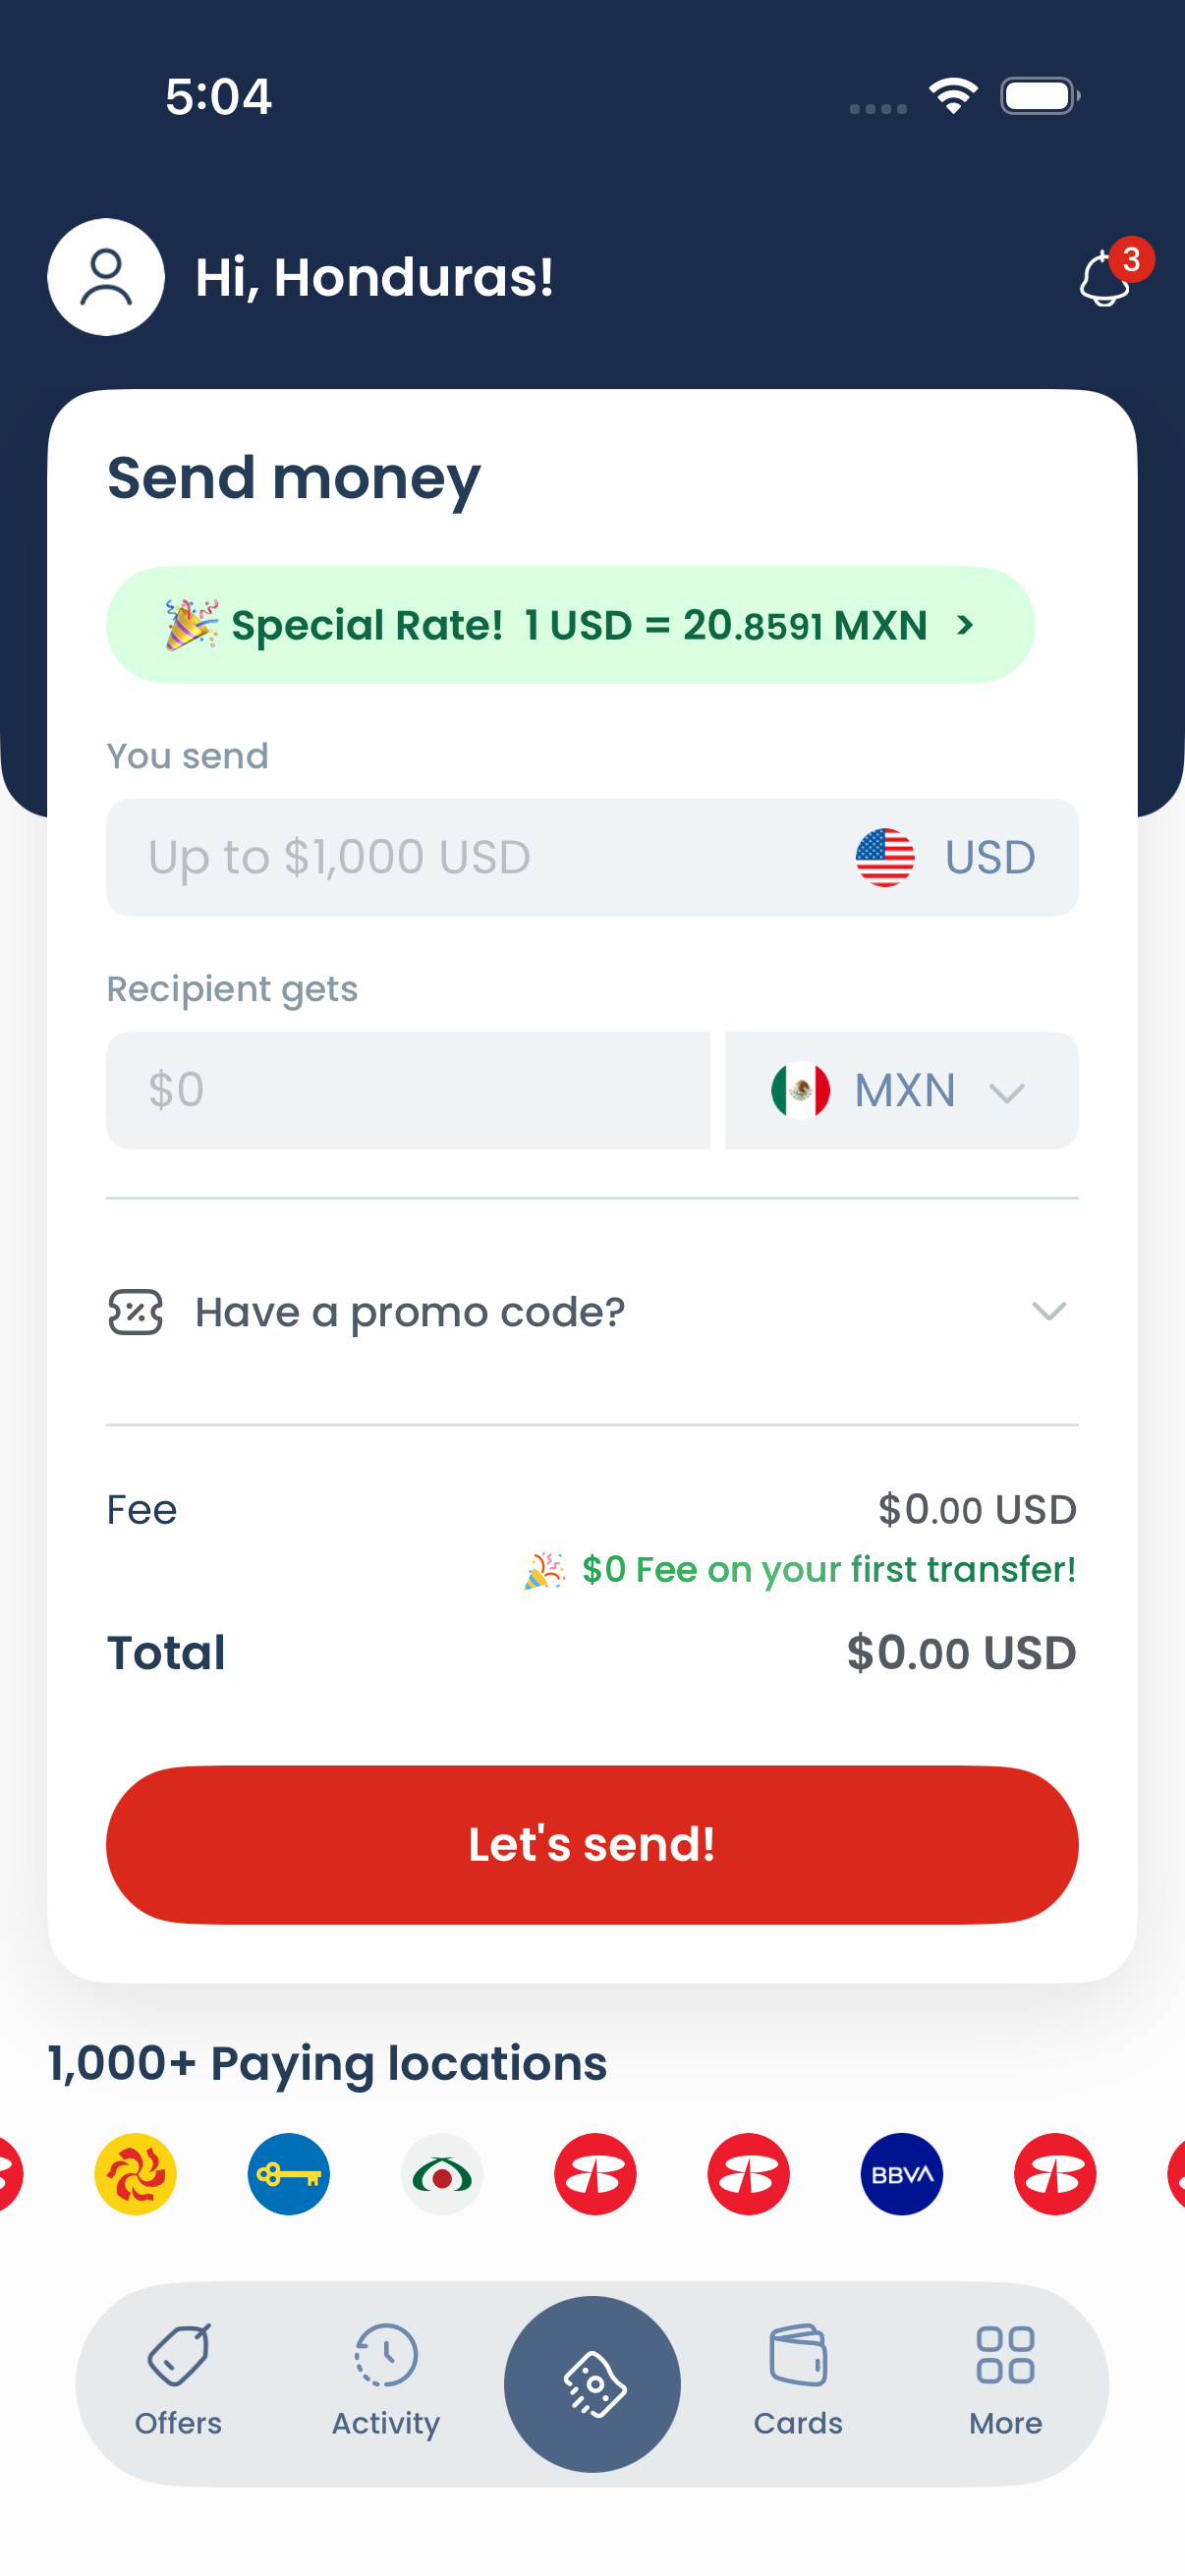 5:04
Hi, Honduras!
3
Send money
🎉 Special Rate! 1 USD = 20.8591 MXN >
You send
Up to $1,000 USD
USD
Recipient gets
$0
MXN
Have a promo code?
Fee
$0.00 USD
🎉 $0 Fee on your first transfer!
Total
$0.00 USD
Let's send!
1,000+ Paying locations
BBVA
Offers
Activity
Cards
More